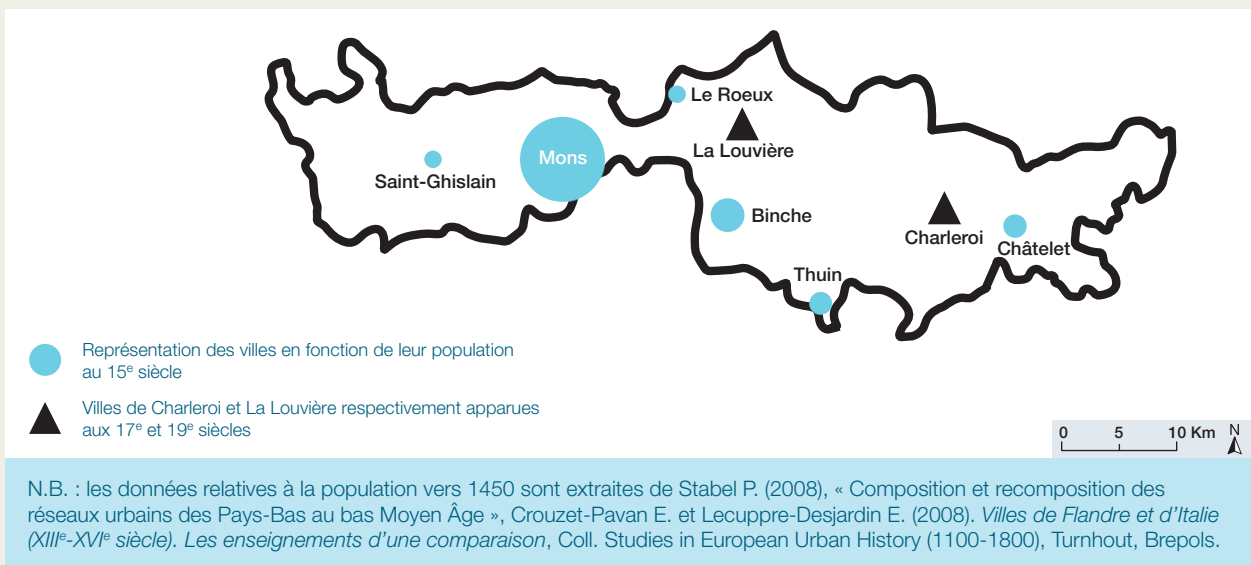 Le Roeux
La Louvière
Mons
Saint-Ghislain
Binche
Charleroi
Châtelet
Thuin
Représentation des villes en fonction de leur population
au 15e siècle
Villes de Charleroi et La Louvière respectivement apparues
aux 17e et 19e siècles
0 5 10 Km N
N.B. : les données relatives à la population vers 1450 sont extraites de Stabel P. (2008), « Composition et recomposition des
réseaux urbains des Pays-Bas au bas Moyen Âge », Crouzet-Pavan E. et Lecuppre-Desjardin E. (2008). Villes de Flandre et d'Italie
(XIIIe-XVIe siècle). Les enseignements d'une comparaison, Coll. Studies in European Urban History (1100-1800), Turnhout, Brepols.